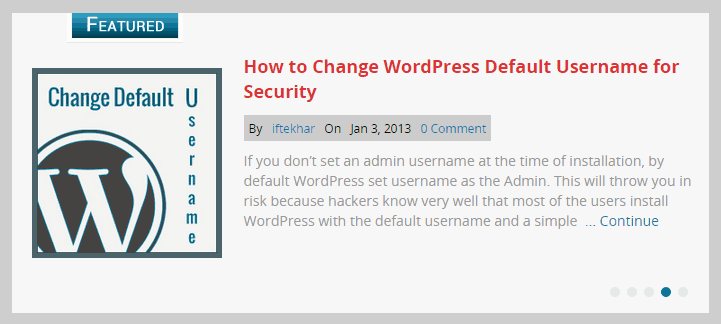 FEATURED
Change Default Username
How to Change WordPress Default Username for
Security
By iftekhar On Jan 3, 2013 0 Comment
If you don't set an admin username at the time of installation, by
default WordPress set username as the Admin. This will throw you in
risk because hackers know very well that most of the users install
WordPress with the default username and a simple ... Continue